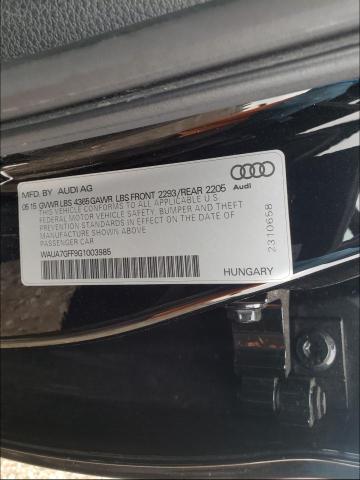 MFD. BY AUDI AG
05 15 GVWR LBS 4365 GAWR LBS FRONT 2293/REAR 2205
THIS VEHICLE CONFORMS TO ALL APPLICABLE U.S.
FEDERAL MOTOR VEHICLE SAFETY, BUMPER AND THEFT
PREVENTION STANDARDS IN EFFECT ON THE DATE OF
MANUFACTURE SHOWN ABOVE.
PASSENGER CAR
WAUA7GFF9G1003985
HUNGARY
Audi
2310658